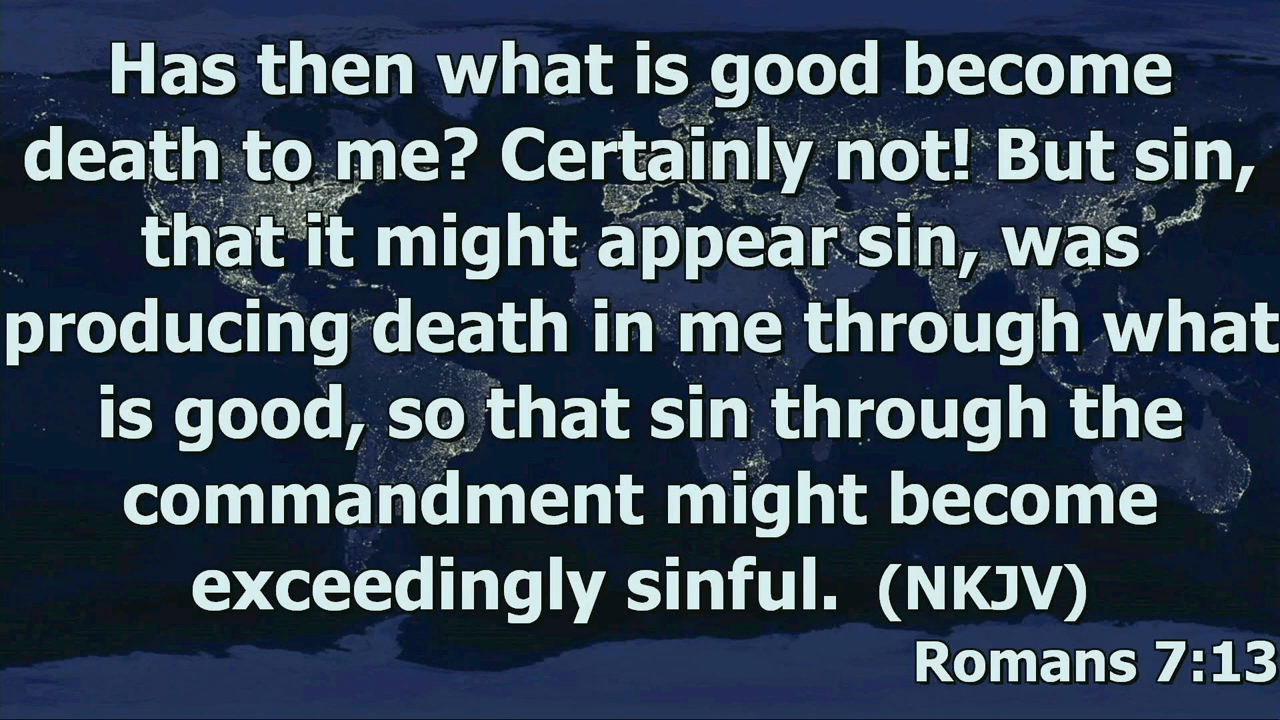 Has then what is good become
death to me? Certainly not! But sin,
that it might appear sin, was
producing death in me through what
is good, so that sin through the
commandment might become
exceedingly sinful. (NKJV)
Romans 7:13